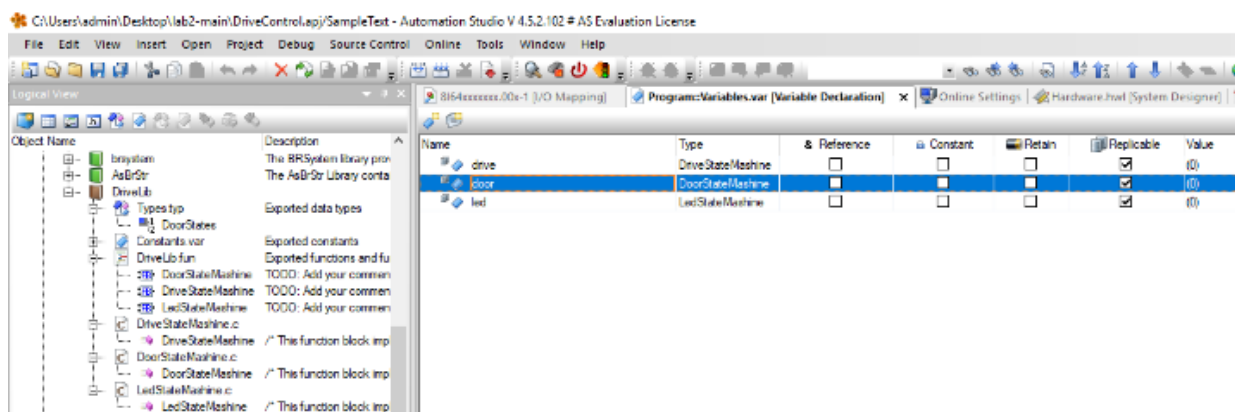 C:\Users\admin\Desktop\lab2-main\DriveControl.apj/SampleText - Automation Studio V 4.5.2.102 # AS Evaluation License
File Edit View Insert Open Project Debug Source Control Online Tools Window Help
Logical View
8I64xxxxxx.00x-1 [I/O Mapping] Program::Variables.var [Variable Declaration] Online Settings Hardware.hwl [System Designer]
Object Name Description
Name Type & Reference Constant Retain Replicable Value
brsystem The BRSystem library prov
AsBrStr The AsBrStr Library conta
DriveLib
Types.typ Exported data types
DoorStates
Constants.var Exported constants
DriveLib.fun Exported functions and fu
DoorStateMashine TODO: Add your commen
DriveStateMashine TODO: Add your commen
LedStateMashine TODO: Add your commen
DriveStateMashine.c
DriveStateMashine /* This function block imp
DoorStateMashine.c
DoorStateMashine /* This function block imp
LedStateMashine.c
LedStateMashine /* This function block imp
drive DriveStateMashine (0)
door DoorStateMashine (0)
led LedStateMashine (0)